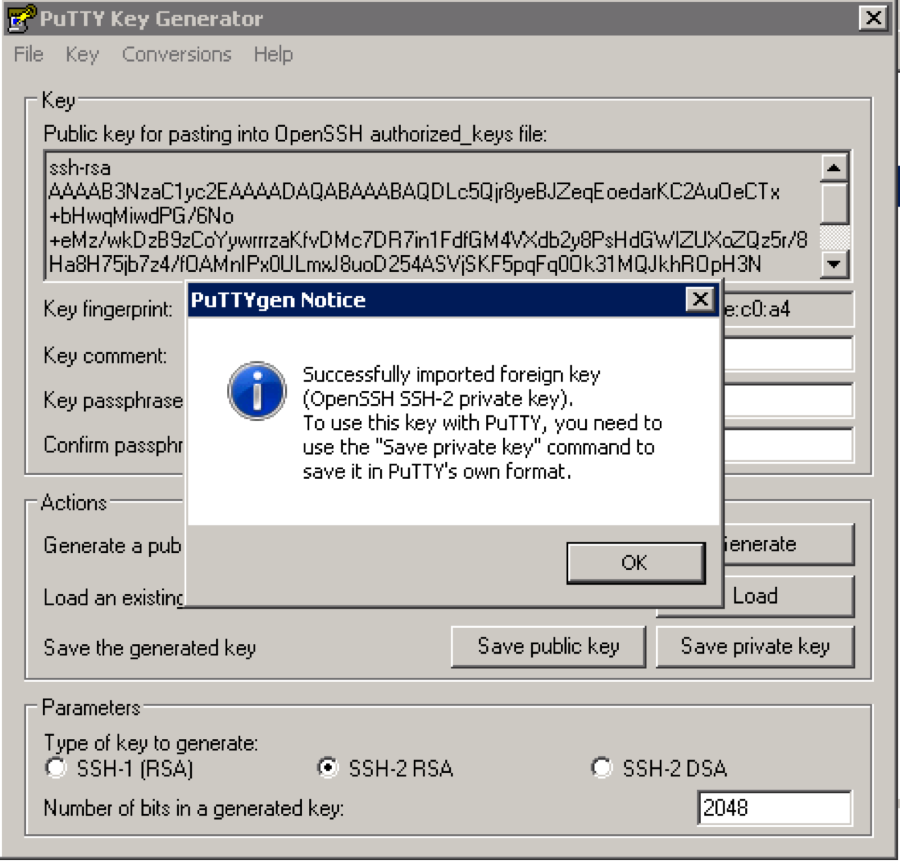 PuTTY Key Generator
File Key Conversions Help
Key
Public key for pasting into OpenSSH authorized_keys file:
ssh-rsa
AAAAB3NzaC1yc2EAAAADAQABAAABAQDLc5Qjr8yeBJZeqEoedarKC2AuOeCTx
+bHwqMiwdPG/6No
+eMz/wkDzB9zCoYywrrrzaKfvDMc7DR7in1FdfGM4VXdb2y8PsHdGWIZUXoZQz5r/8
Ha8H75jb7z4/fOAMnIPx0ULmxJ8uoD254ASVjSKF5pqFq0Ok31MQJkhROpH3N
Key fingerprint:
e:c0:a4
Key comment:
Key passphrase
Confirm passphr
PuTTYgen Notice
Successfully imported foreign key
(OpenSSH SSH-2 private key).
To use this key with PuTTY, you need to
use the "Save private key" command to
save it in PuTTY's own format.
OK
Actions
Generate a pub
enerate
Load an existing
Load
Save the generated key
Save public key
Save private key
Parameters
Type of key to generate:
SSH-1 (RSA)
SSH-2 RSA
SSH-2 DSA
Number of bits in a generated key:
2048